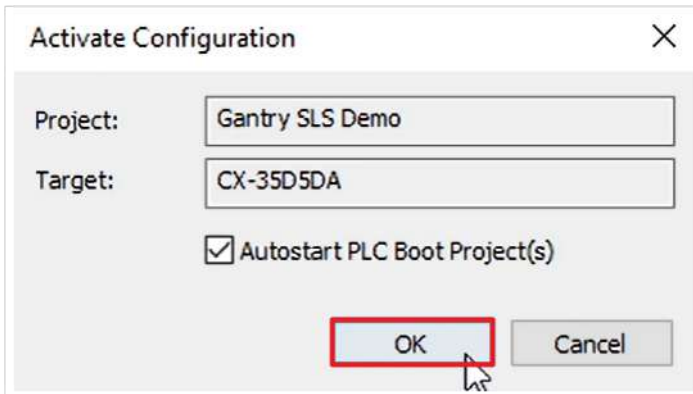 Activate Configuration
Project: Gantry SLS Demo
Target: CX-35D5DA
Autostart PLC Boot Project(s)
OK Cancel